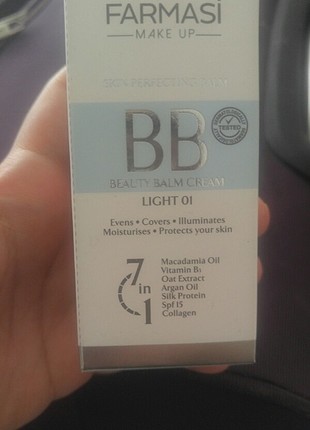 FARMASİ
MAKE UP
BB
TESTED
BEAUTY BALM CREAM
LIGHT 01
Evens • Covers • Illuminates
Moisturises • Protects your skin
7 in 1
Macadamia Oil
Vitamin B5
Oat Extract
Argan Oil
Silk Protein
Spf 15
Collagen